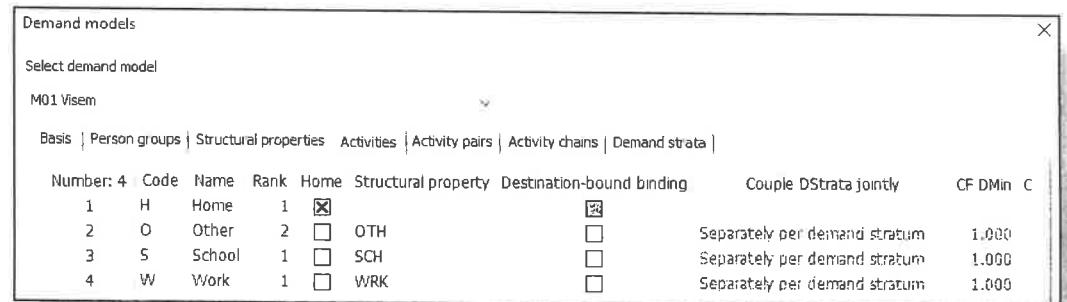 Demand models
Select demand model
M01 Visem
Basis | Person groups | Structural properties Activities | Activity pairs | Activity chains | Demand strata |
Number: 4 Code Name Rank Home Structural property Destination-bound binding Couple DStrata jointly CF DMin C
1 H Home 1
2 O Other 2 OTH Separately per demand stratum 1.000
3 S School 1 SCH Separately per demand stratum 1.000
4 W Work 1 WRK Separately per demand stratum 1.000